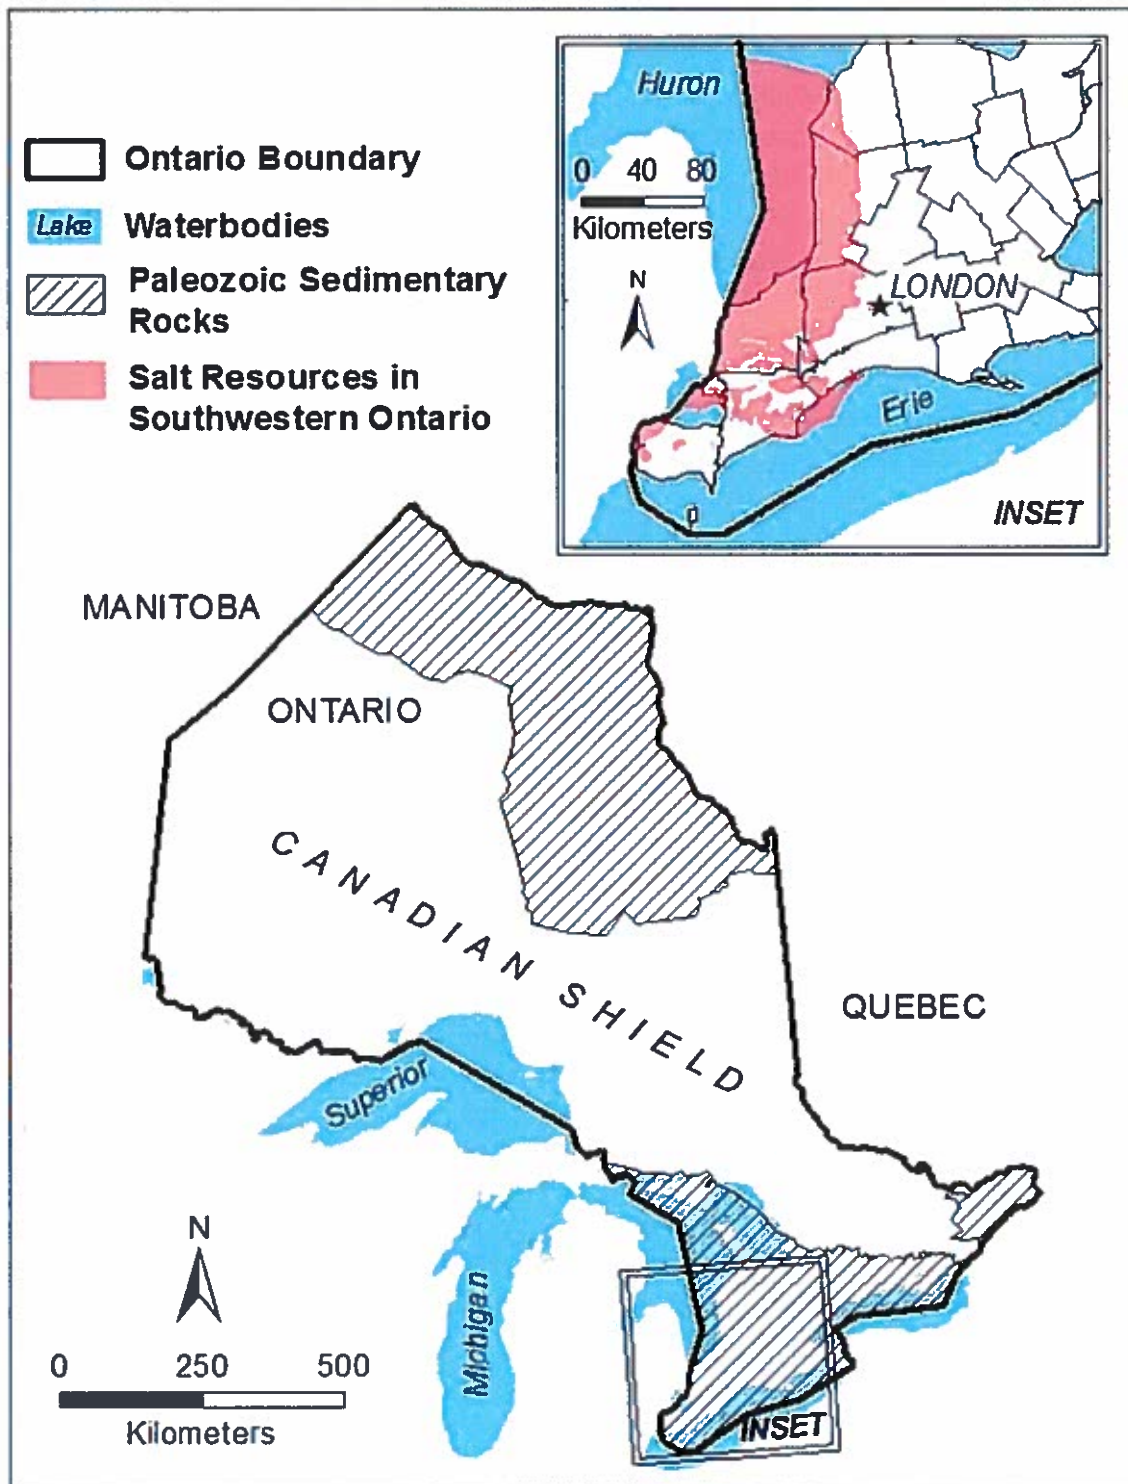 Ontario Boundary
Lake
Waterbodies
Paleozoic Sedimentary
Rocks
Salt Resources in
Southwestern Ontario
Huron
0 40 80
Kilometers
N
LONDON
Erie
INSET
MANITOBA
ONTARIO
CANADIAN SHIELD
QUEBEC
Superior
Michigan
N
0 250 500
Kilometers
INSET